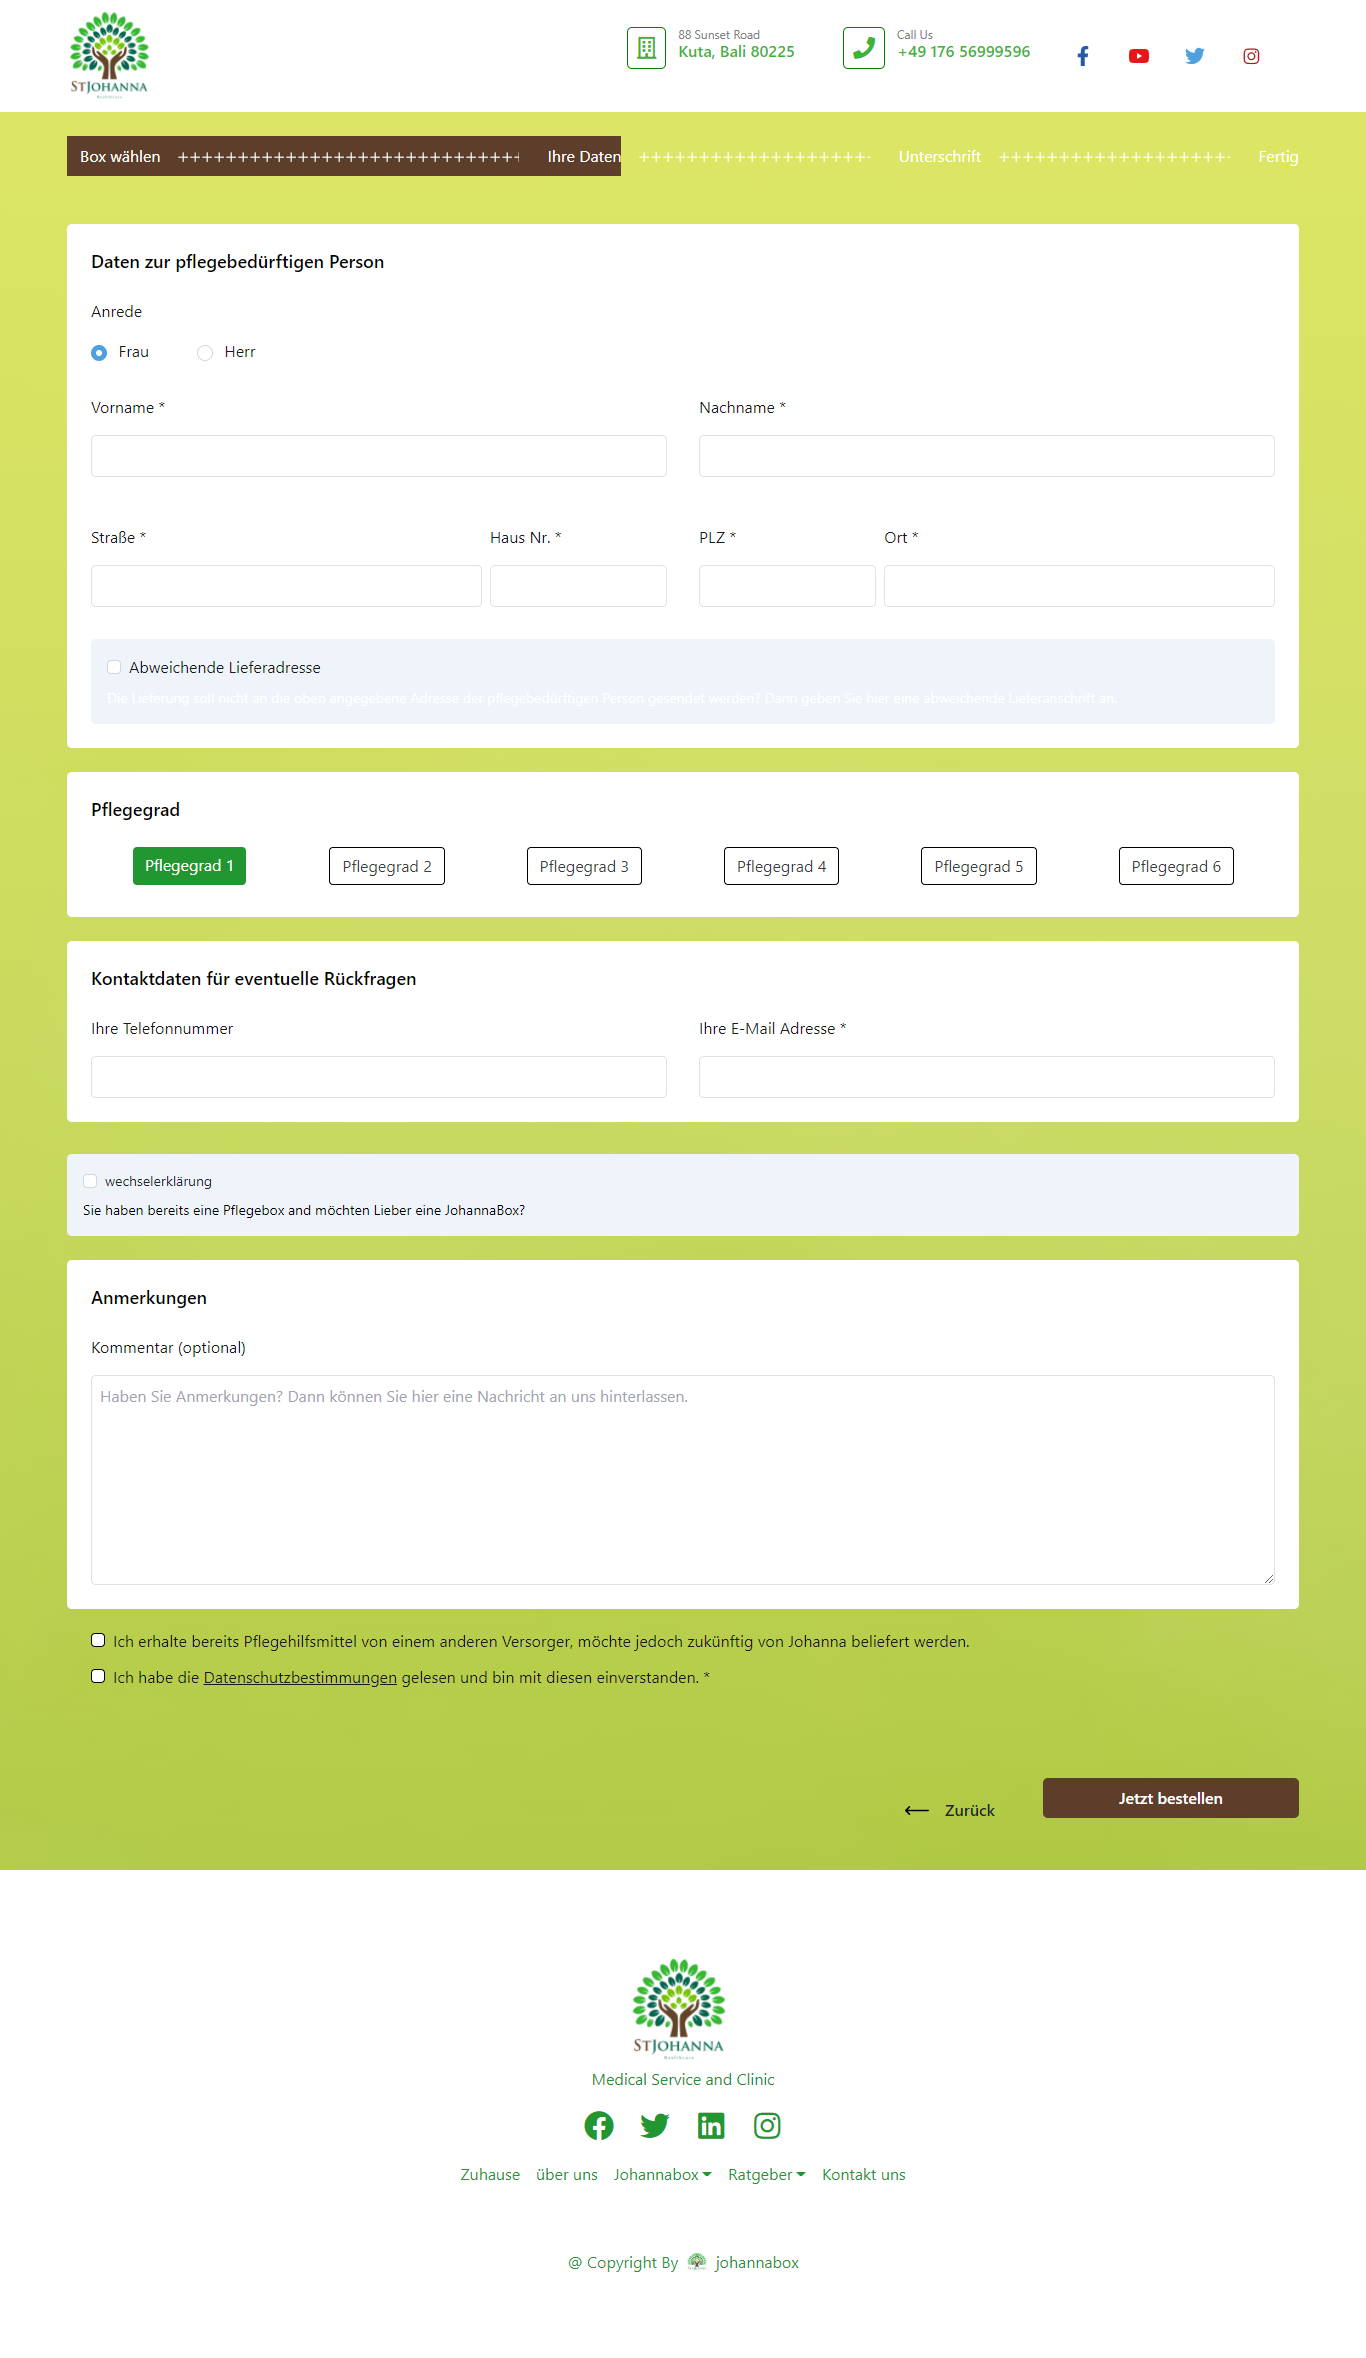 STJOHANNA
Healthcare
88 Sunset Road
Kuta, Bali 80225
Call Us
+49 176 56999596
Box wählen +++++++++++++++++++++++++++++ Ihre Daten +++++++++++++++++++ Unterschrift +++++++++++++++++++ Fertig
Daten zur pflegebedürftigen Person
Anrede
Frau Herr
Vorname * Nachname *
Straße * Haus Nr. * PLZ * Ort *
Abweichende Lieferadresse
Die Lieferung soll nicht an die oben angegebene Adresse der pflegebedürftigen Person gesendet werden? Dann geben Sie hier eine abweichende Lieferanschrift an.
Pflegegrad
Pflegegrad 1 Pflegegrad 2 Pflegegrad 3 Pflegegrad 4 Pflegegrad 5 Pflegegrad 6
Kontaktdaten für eventuelle Rückfragen
Ihre Telefonnummer Ihre E-Mail Adresse *
wechselerklärung
Sie haben bereits eine Pflegebox and möchten Lieber eine JohannaBox?
Anmerkungen
Kommentar (optional)
Haben Sie Anmerkungen? Dann können Sie hier eine Nachricht an uns hinterlassen.
Ich erhalte bereits Pflegehilfsmittel von einem anderen Versorger, möchte jedoch zukünftig von Johanna beliefert werden.
Ich habe die Datenschutzbestimmungen gelesen und bin mit diesen einverstanden. *
Zurück Jetzt bestellen
STJOHANNA
Healthcare
Medical Service and Clinic
Zuhause über uns Johannabox Ratgeber Kontakt uns
@ Copyright By johannabox